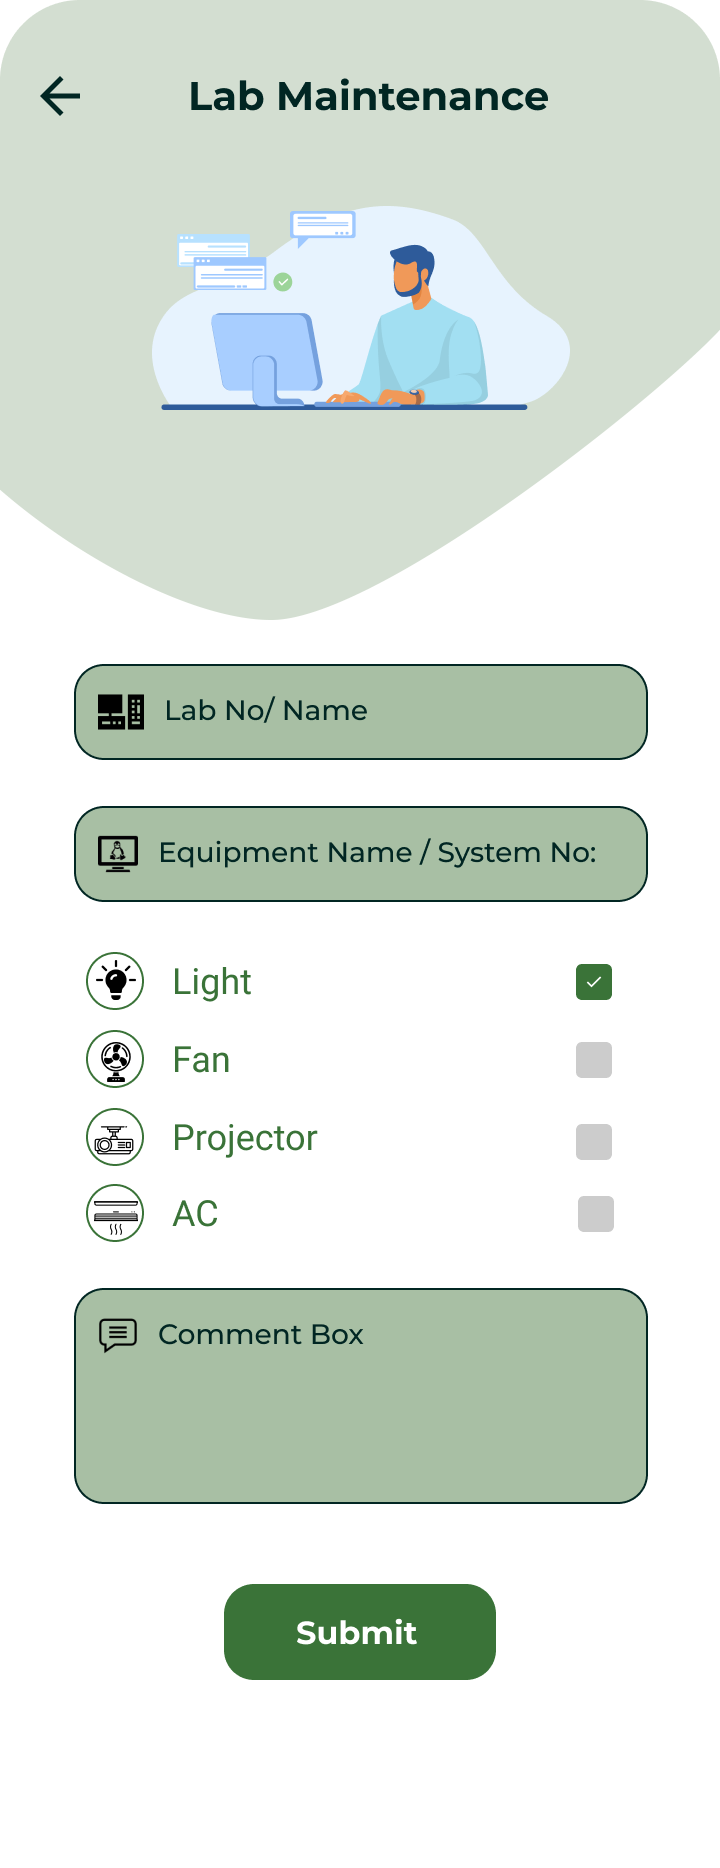 Lab Maintenance
Lab No/ Name
Equipment Name / System No:
Light
Fan
Projector
AC
Comment Box
Submit